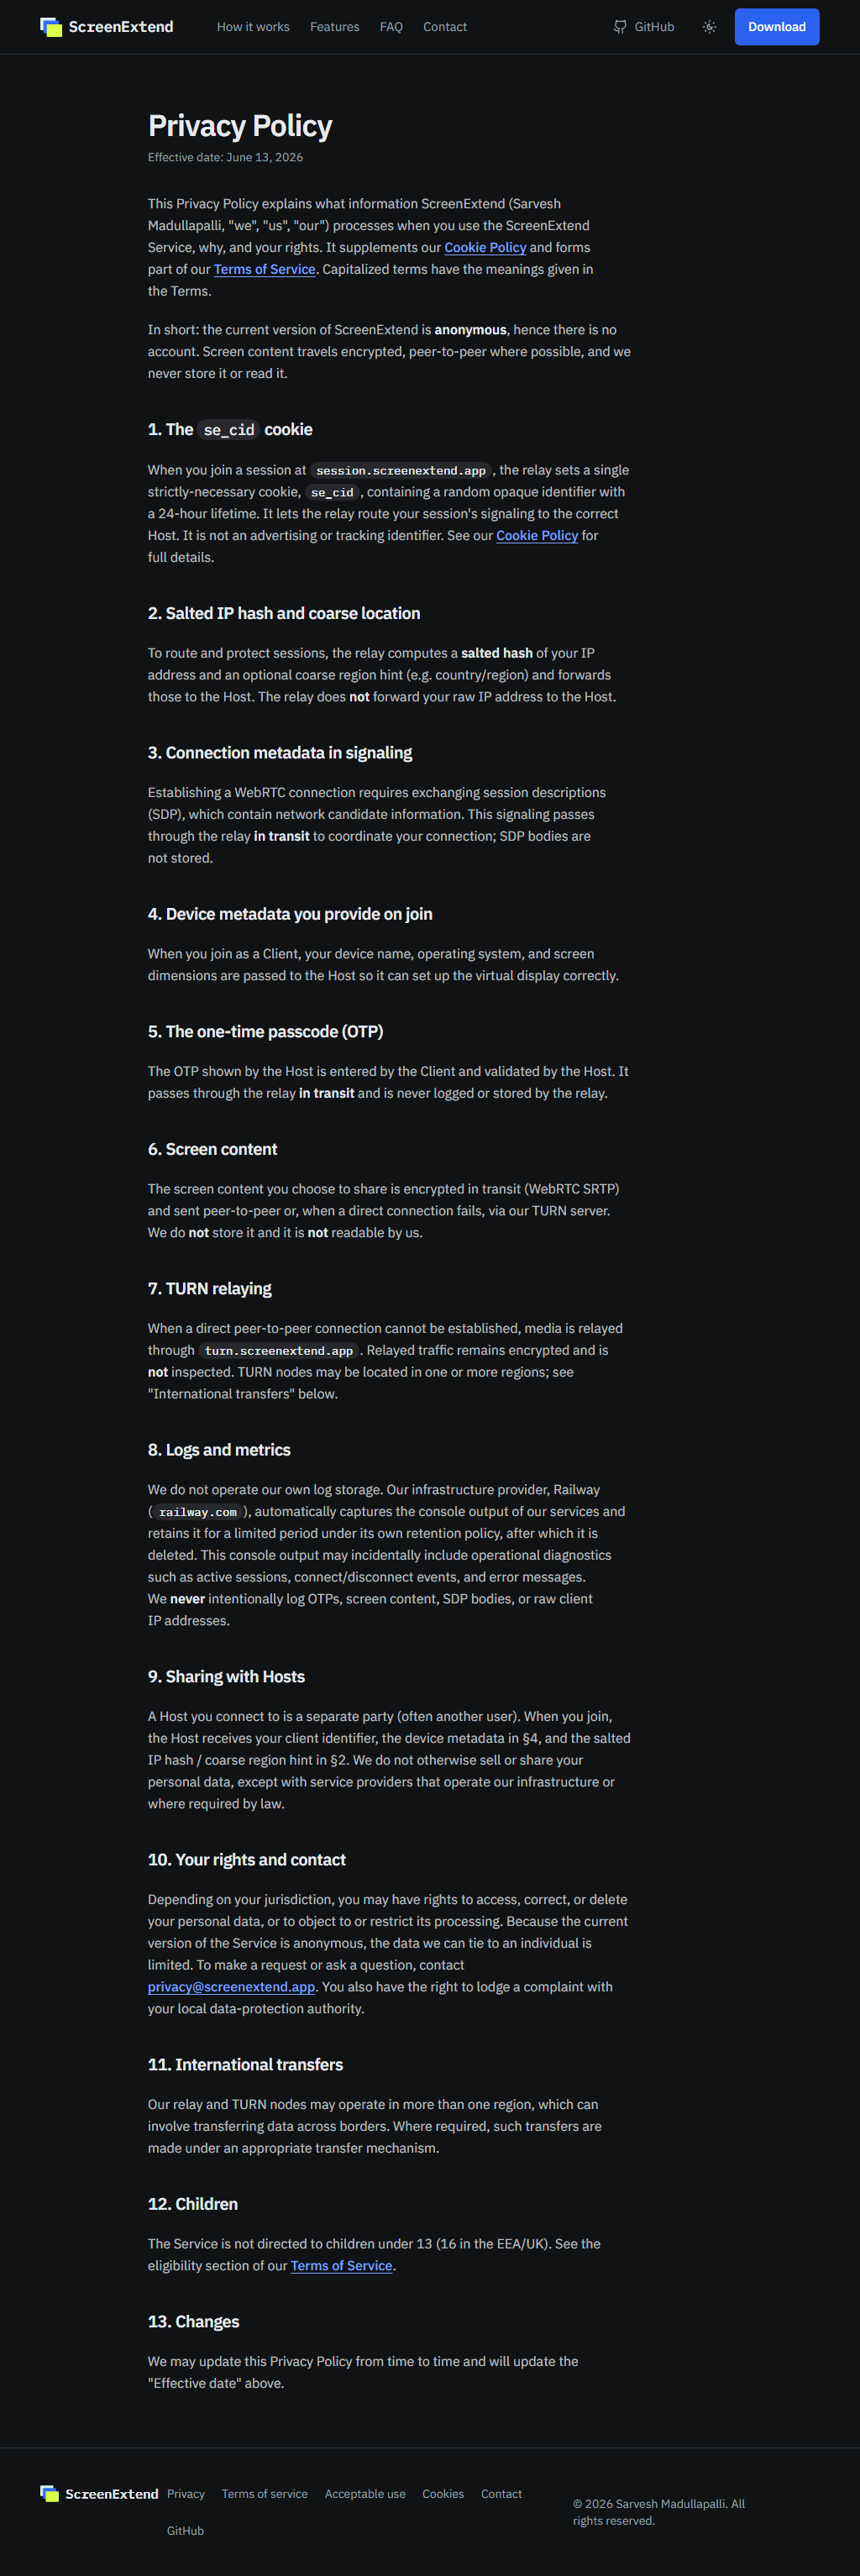 ScreenExtend
How it works
Features
FAQ
Contact
GitHub
Download
Privacy Policy
Effective date: June 13, 2026
This Privacy Policy explains what information ScreenExtend (Sarvesh
Madullapalli, "we", "us", "our") processes when you use the ScreenExtend
Service, why, and your rights. It supplements our Cookie Policy and forms
part of our Terms of Service. Capitalized terms have the meanings given in
the Terms.
In short: the current version of ScreenExtend is anonymous, hence there is no
account. Screen content travels encrypted, peer-to-peer where possible, and we
never store it or read it.
1. The se_cid cookie
When you join a session at session.screenextend.app, the relay sets a single
strictly-necessary cookie, se_cid, containing a random opaque identifier with
a 24-hour lifetime. It lets the relay route your session's signaling to the correct
Host. It is not an advertising or tracking identifier. See our Cookie Policy for
full details.
2. Salted IP hash and coarse location
To route and protect sessions, the relay computes a salted hash of your IP
address and an optional coarse region hint (e.g. country/region) and forwards
those to the Host. The relay does not forward your raw IP address to the Host.
3. Connection metadata in signaling
Establishing a WebRTC connection requires exchanging session descriptions
(SDP), which contain network candidate information. This signaling passes
through the relay in transit to coordinate your connection; SDP bodies are
not stored.
4. Device metadata you provide on join
When you join as a Client, your device name, operating system, and screen
dimensions are passed to the Host so it can set up the virtual display correctly.
5. The one-time passcode (OTP)
The OTP shown by the Host is entered by the Client and validated by the Host. It
passes through the relay in transit and is never logged or stored by the relay.
6. Screen content
The screen content you choose to share is encrypted in transit (WebRTC SRTP)
and sent peer-to-peer or, when a direct connection fails, via our TURN server.
We do not store it and it is not readable by us.
7. TURN relaying
When a direct peer-to-peer connection cannot be established, media is relayed
through turn.screenextend.app. Relayed traffic remains encrypted and is
not inspected. TURN nodes may be located in one or more regions; see
"International transfers" below.
8. Logs and metrics
We do not operate our own log storage. Our infrastructure provider, Railway
(railway.com), automatically captures the console output of our services and
retains it for a limited period under its own retention policy, after which it is
deleted. This console output may incidentally include operational diagnostics
such as active sessions, connect/disconnect events, and error messages.
We never intentionally log OTPs, screen content, SDP bodies, or raw client
IP addresses.
9. Sharing with Hosts
A Host you connect to is a separate party (often another user). When you join,
the Host receives your client identifier, the device metadata in §4, and the salted
IP hash / coarse region hint in §2. We do not otherwise sell or share your
personal data, except with service providers that operate our infrastructure or
where required by law.
10. Your rights and contact
Depending on your jurisdiction, you may have rights to access, correct, or delete
your personal data, or to object to or restrict its processing. Because the current
version of the Service is anonymous, the data we can tie to an individual is
limited. To make a request or ask a question, contact
privacy@screenextend.app. You also have the right to lodge a complaint with
your local data-protection authority.
11. International transfers
Our relay and TURN nodes may operate in more than one region, which can
involve transferring data across borders. Where required, such transfers are
made under an appropriate transfer mechanism.
12. Children
The Service is not directed to children under 13 (16 in the EEA/UK). See the
eligibility section of our Terms of Service.
13. Changes
We may update this Privacy Policy from time to time and will update the
"Effective date" above.
ScreenExtend
Privacy
Terms of service
Acceptable use
Cookies
Contact
GitHub
© 2026 Sarvesh Madullapalli. All
rights reserved.